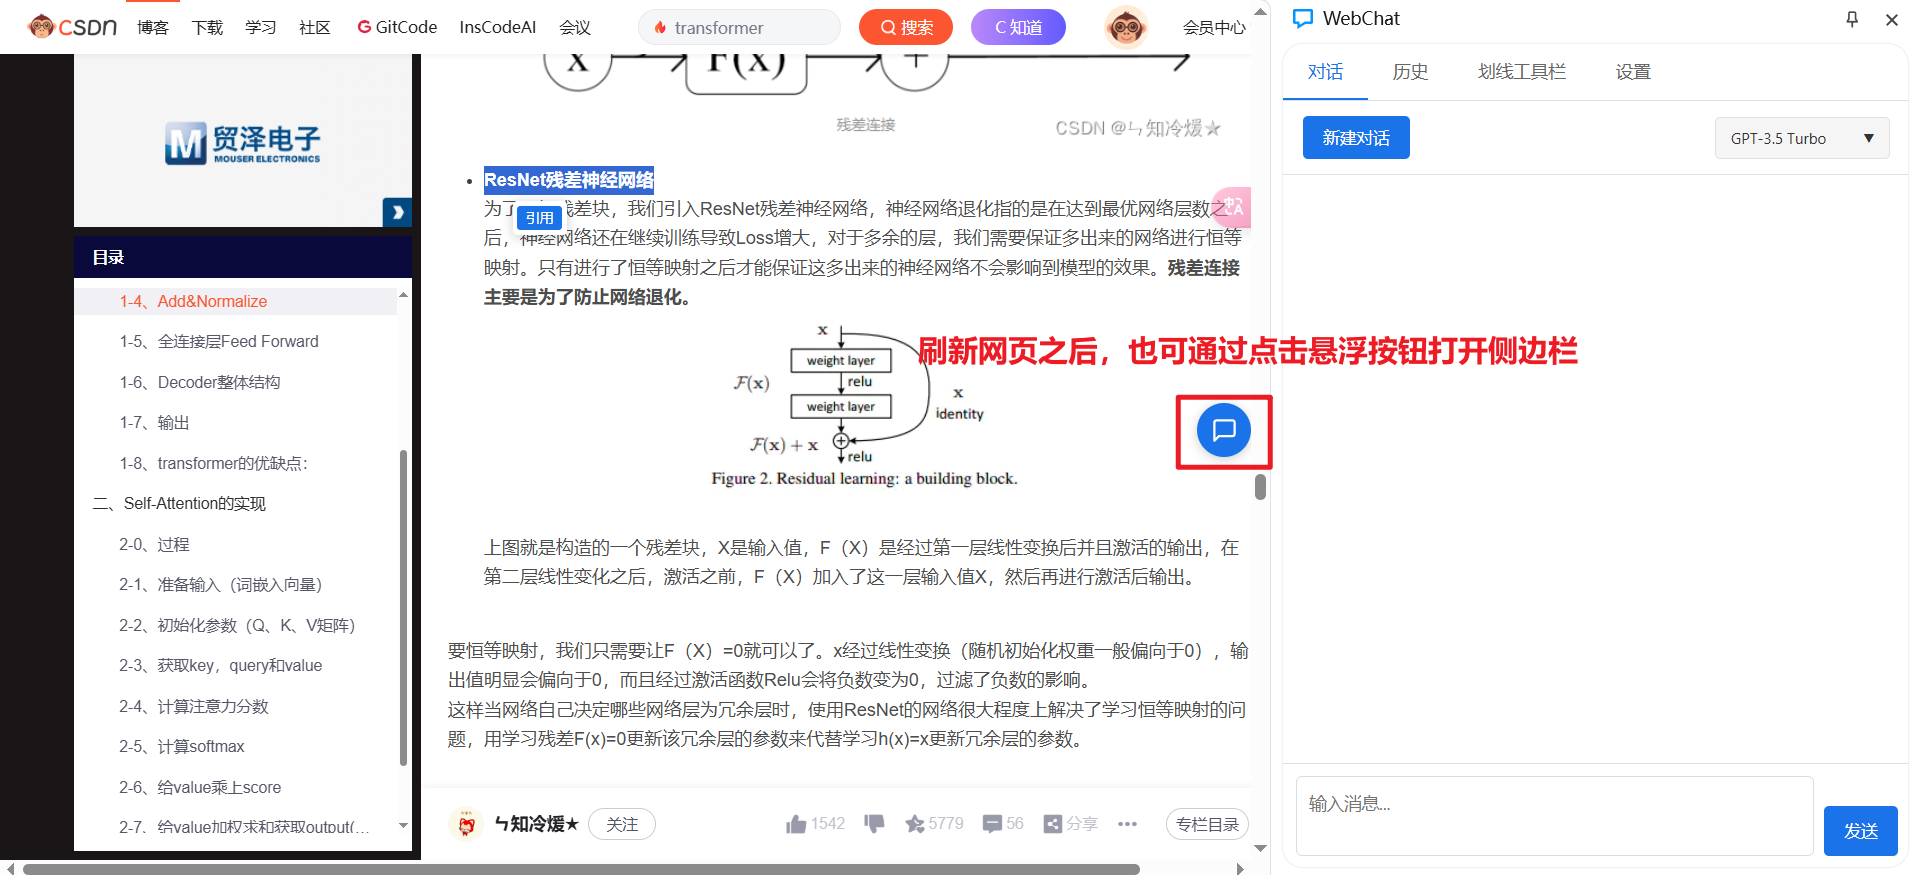 CSDN 博客 下载 学习 社区 GitCode InsCodeAI 会议 transformer 搜索 C 知道 会员中心
贸泽电子
MOUSER ELECTRONICS
目录
1-4、Add&Normalize
1-5、全连接层Feed Forward
1-6、Decoder整体结构
1-7、输出
1-8、transformer的优缺点：
二、Self-Attention的实现
2-0、过程
2-1、准备输入（词嵌入向量）
2-2、初始化参数（Q、K、V矩阵）
2-3、获取key，query和value
2-4、计算注意力分数
2-5、计算softmax
2-6、给value乘上score
2-7、给value加权求和获取output(…
X F(X) +
残差连接
CSDN @ㄣ知冷煖★
• ResNet残差神经网络
引用
为了 残差块，我们引入ResNet残差神经网络，神经网络退化指的是在达到最优网络层数之
后，神经网络还在继续训练导致Loss增大，对于多余的层，我们需要保证多出来的网络进行恒等
映射。只有进行了恒等映射之后才能保证这多出来的神经网络不会影响到模型的效果。残差连接
主要是为了防止网络退化。
x
weight layer
F(x) relu
weight layer
x
identity
F(x) + x
relu
Figure 2. Residual learning: a building block.
刷新网页之后，也可通过点击悬浮按钮打开侧边栏
上图就是构造的一个残差块，X是输入值，F（X）是经过第一层线性变换后并且激活的输出，在
第二层线性变化之后，激活之前，F（X）加入了这一层输入值X，然后再进行激活后输出。
要恒等映射，我们只需要让F（X）=0就可以了。x经过线性变换（随机初始化权重一般偏向于0），输
出值明显会偏向于0，而且经过激活函数Relu会将负数变为0，过滤了负数的影响。
这样当网络自己决定哪些网络层为冗余层时，使用ResNet的网络很大程度上解决了学习恒等映射的问
题，用学习残差F(x)=0更新该冗余层的参数来代替学习h(x)=x更新冗余层的参数。
ㄣ知冷煖★ 关注 1542 5779 56 分享 ••• 专栏目录
WebChat
对话 历史 划线工具栏 设置
新建对话 GPT-3.5 Turbo
输入消息...
发送